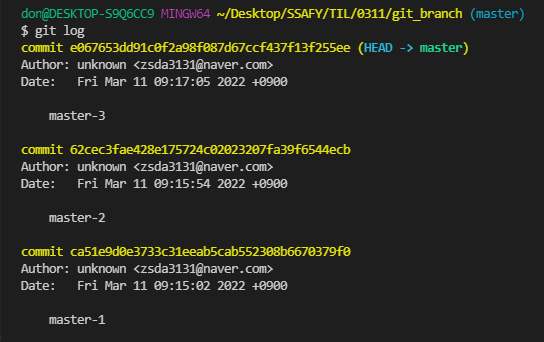 don@DESKTOP-S9Q6CC9 MINGW64 ~/Desktop/SSAFY/TIL/0311/git_branch (master)
$ git log
commit e067653dd91c0f2a98f087d67ccf437f13f255ee (HEAD -> master)
Author: unknown <zsda3131@naver.com>
Date:   Fri Mar 11 09:17:05 2022 +0900

    master-3

commit 62cec3fae428e175724c02023207fa39f6544ecb
Author: unknown <zsda3131@naver.com>
Date:   Fri Mar 11 09:15:54 2022 +0900

    master-2

commit ca51e9d0e3733c31eeab5cab552308b6670379f0
Author: unknown <zsda3131@naver.com>
Date:   Fri Mar 11 09:15:02 2022 +0900

    master-1